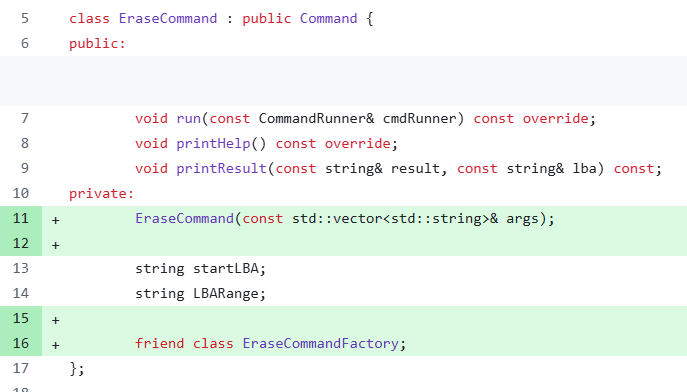 5 class EraseCommand : public Command {
6 public:
7 void run(const CommandRunner& cmdRunner) const override;
8 void printHelp() const override;
9 void printResult(const string& result, const string& lba) const;
10 private:
11 + EraseCommand(const std::vector<std::string>& args);
12 +
13 string startLBA;
14 string LBARange;
15 +
16 + friend class EraseCommandFactory;
17 };